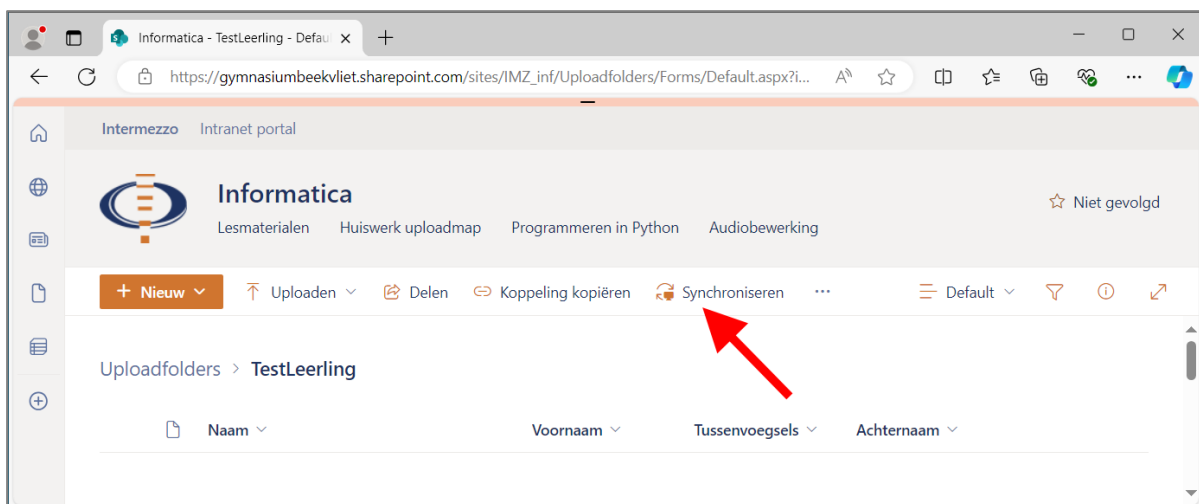 Informatica - TestLeerling - Defau
https://gymnasiumbeekvliet.sharepoint.com/sites/IMZ_inf/Uploadfolders/Forms/Default.aspx?i...
Intermezzo Intranet portal
Informatica
Niet gevolgd
Lesmaterialen Huiswerk uploadmap Programmeren in Python Audiobewerking
+ Nieuw Uploaden Delen Koppeling kopiëren Synchroniseren ... Default
Uploadfolders > TestLeerling
Naam Voornaam Tussenvoegsels Achternaam